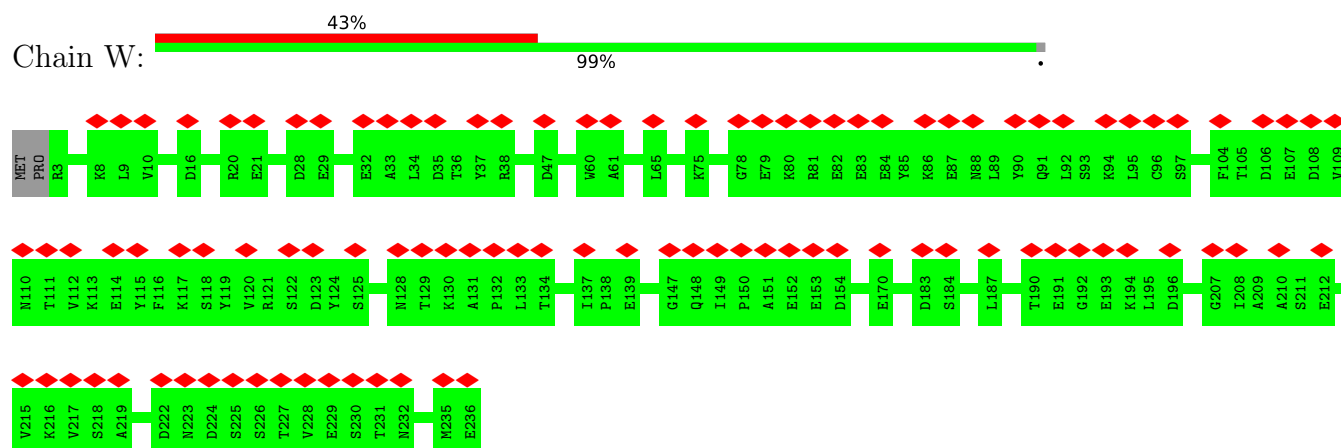 43%
Chain W:
99%
.
MET PRO R3 K8 L9 V10 D16 R20 E21 D28 E29 E32 A33 L34 D35 T36 Y37 R38 D47 W60 A61 L65 K75 G78 E79 K80 R81 E82 E83 E84 Y85 K86 E87 N88 L89 Y90 Q91 L92 S93 K94 L95 C96 S97 F104 T105 D106 E107 D108 V109
N110 T111 V112 K113 E114 Y115 F116 K117 S118 Y119 V120 R121 S122 D123 Y124 S125 N128 T129 K130 A131 P132 L133 T134 I137 P138 E139 G147 Q148 I149 P150 A151 E152 E153 D154 E170 D183 S184 L187 T190 E191 G192 E193 K194 L195 D196 G207 I208 A209 A210 S211 E212
V215 K216 V217 S218 A219 D222 N223 D224 S225 S226 T227 V228 E229 S230 T231 N232 M235 E236